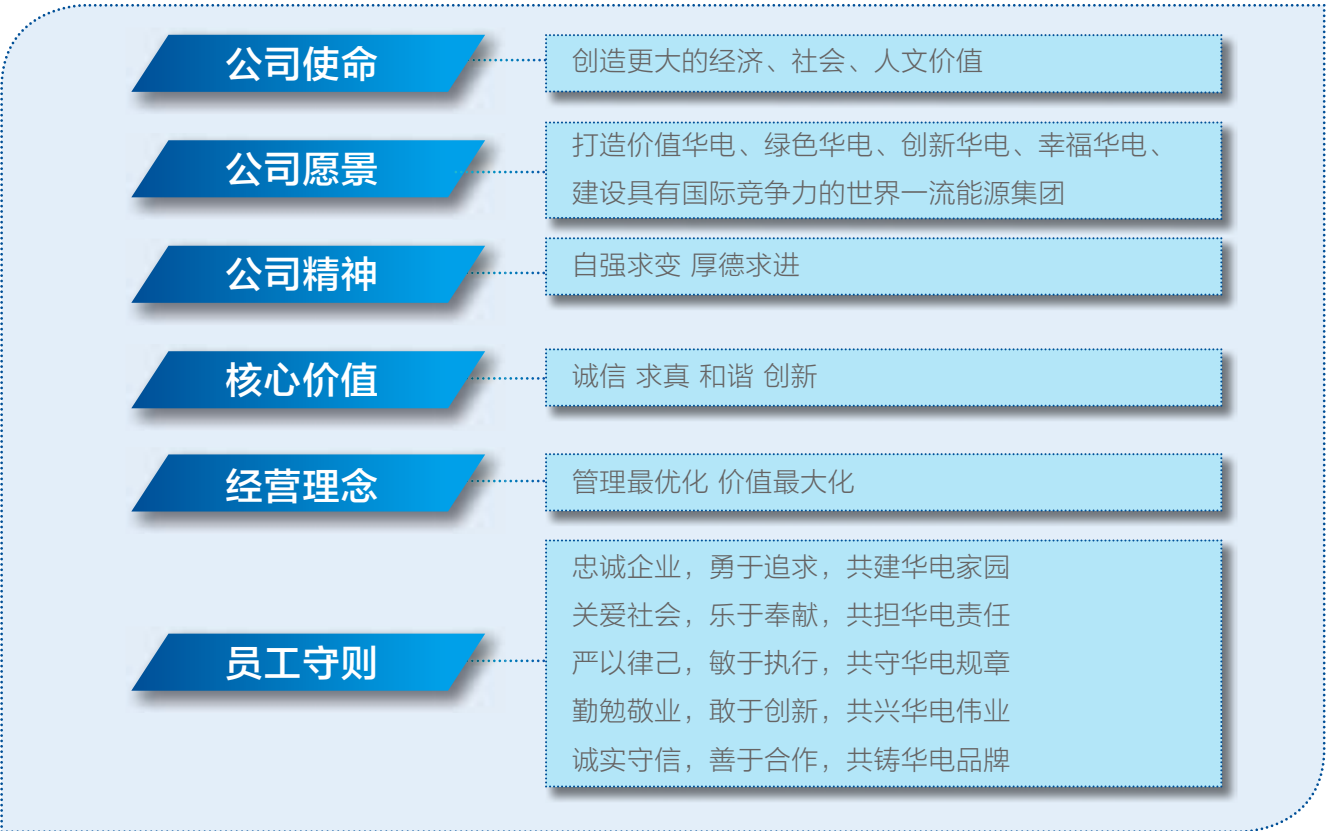 公司使命
创造更大的经济、社会、人文价值
公司愿景
打造价值华电、绿色华电、创新华电、幸福华电、
建设具有国际竞争力的世界一流能源集团
公司精神
自强求变 厚德求进
核心价值
诚信 求真 和谐 创新
经营理念
管理最优化 价值最大化
员工守则
忠诚企业，勇于追求，共建华电家园
关爱社会，乐于奉献，共担华电责任
严以律己，敏于执行，共守华电规章
勤勉敬业，敢于创新，共兴华电伟业
诚实守信，善于合作，共铸华电品牌